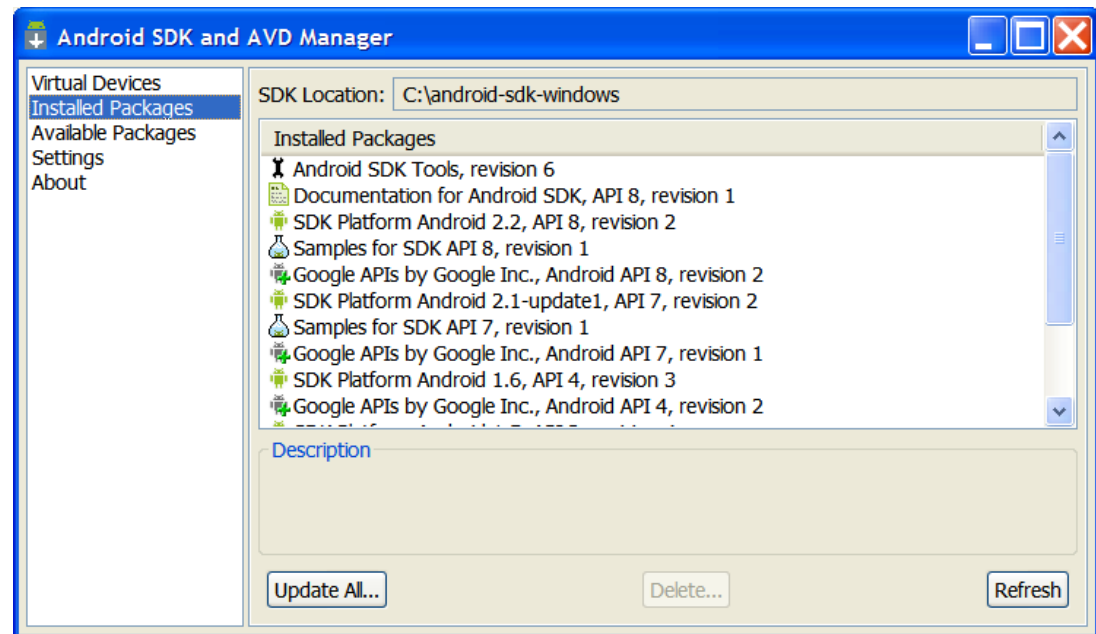 Android SDK and AVD Manager
Virtual Devices
Installed Packages
Available Packages
Settings
About
SDK Location: C:\android-sdk-windows
Installed Packages
Android SDK Tools, revision 6
Documentation for Android SDK, API 8, revision 1
SDK Platform Android 2.2, API 8, revision 2
Samples for SDK API 8, revision 1
Google APIs by Google Inc., Android API 8, revision 2
SDK Platform Android 2.1-update1, API 7, revision 2
Samples for SDK API 7, revision 1
Google APIs by Google Inc., Android API 7, revision 1
SDK Platform Android 1.6, API 4, revision 3
Google APIs by Google Inc., Android API 4, revision 2
Description
Update All... Delete... Refresh